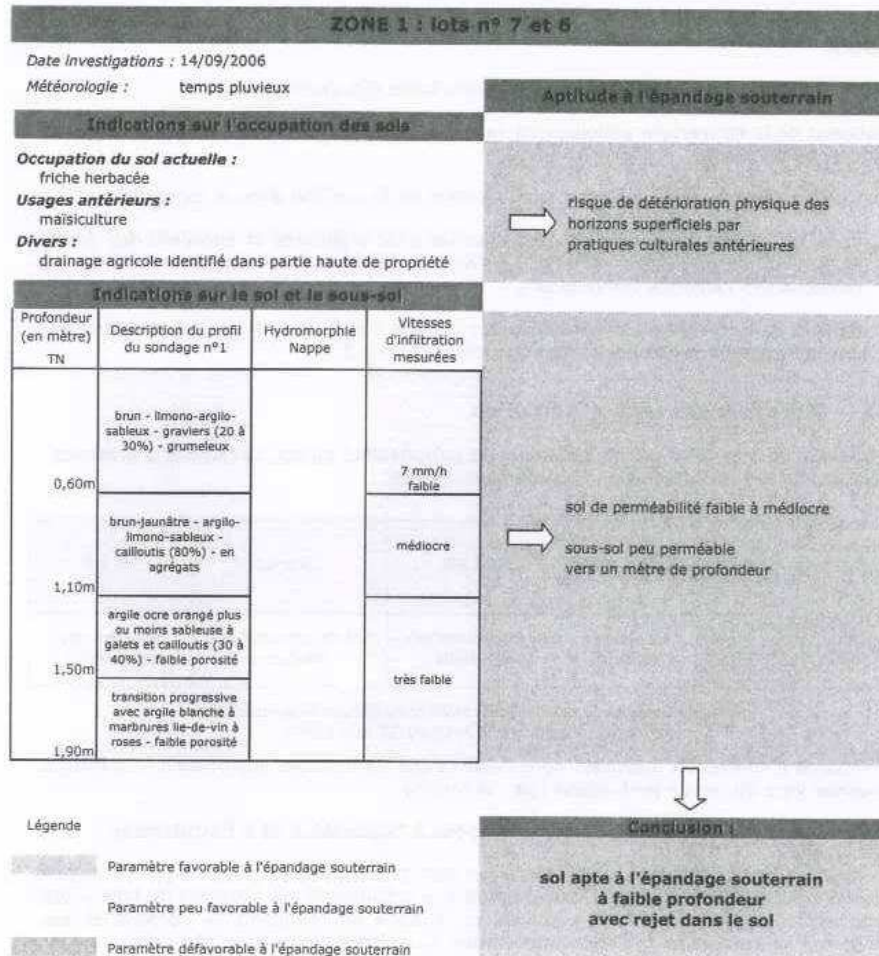 ZONE 1 : lots nº 7 et 6
Date investigations : 14/09/2006
Météorologie : temps pluvieux
Indications sur l'occupation des sols
Occupation du sol actuelle :
friche herbacée
Usages antérieurs :
maïsiculture
Divers :
drainage agricole identifié dans partie haute de propriété
Aptitude à l'épandage souterrain
risque de détérioration physique des
horizons superficiels par
pratiques culturales antérieures
Indications sur le sol et le sous-sol
Profondeur
(en mètre)
TN
Description du profil
du sondage nº1
Hydromorphie
Nappe
Vitesses
d'infiltration
mesurées
brun - limono-argilo-
sableux - graviers (20 à
30%) - grumeleux
0,60m
7 mm/h
faible
brun-jaunâtre - argilo-
limono-sableux -
cailloutis (80%) - en
agrégats
1,10m
médiocre
argile ocre orangé plus
ou moins sableuse à
galets et cailloutis (30 à
40%) - faible porosité
1,50m
très faible
transition progressive
avec argile blanche à
marbrures lie-de-vin à
roses - faible porosité
1,90m
sol de perméabilité faible à médiocre
sous-sol peu perméable
vers un mètre de profondeur
Légende
Paramètre favorable à l'épandage souterrain
Paramètre peu favorable à l'épandage souterrain
Paramètre défavorable à l'épandage souterrain
Conclusion :
sol apte à l'épandage souterrain
à faible profondeur
avec rejet dans le sol